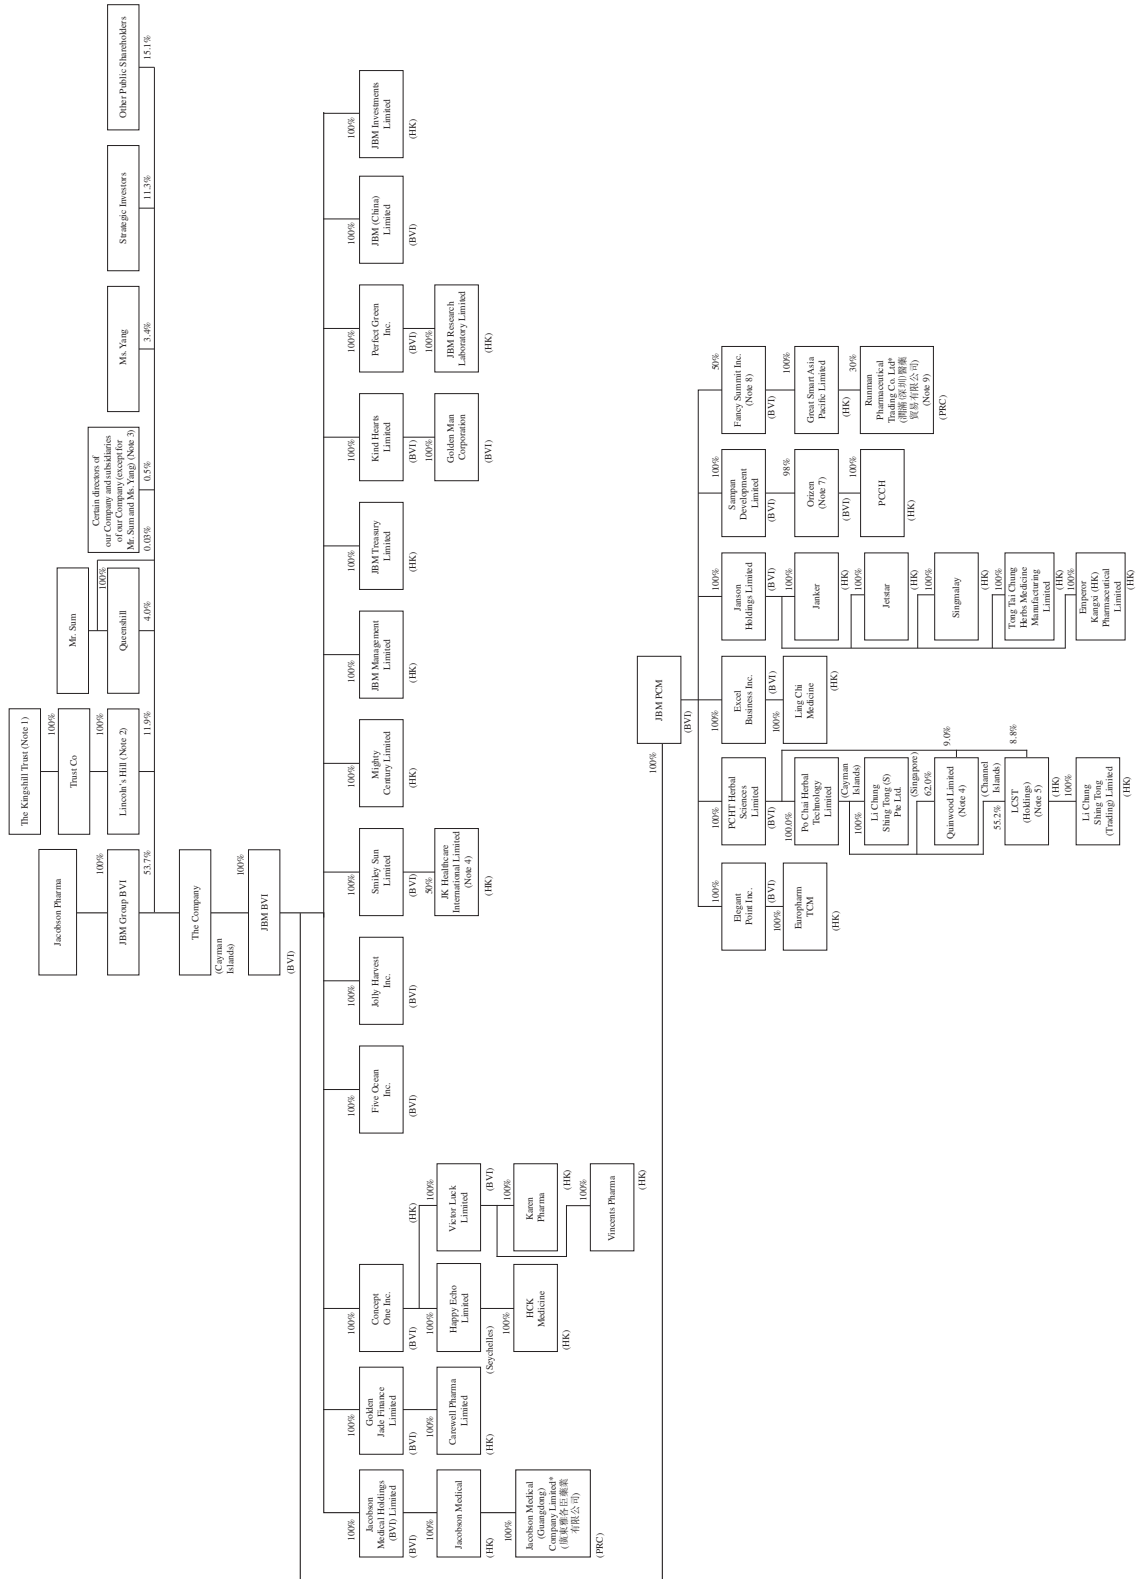 The Kingshill Trust (Note 1)
100%
Jacobson Pharma
Trust Co
Mr. Sum
100%
100%
100%
JBM Group BVI
Lincoln's Hill (Note 2)
Queenshill
Certain directors of
our Company and subsidiaries
of our Company (except for
Mr. Sum and Ms. Yang) (Note 3)
Ms. Yang
Strategic Investors
Other Public Shareholders
53.7%
11.9%
4.0%
0.03%
0.5%
3.4%
11.3%
15.1%
The Company
(Cayman
Islands)
100%
JBM BVI
(BVI)
100%
Jacobson
Medical Holdings
(BVI) Limited
(BVI)
100%
Jacobson Medical
(HK)
100%
Jacobson Medical
(Guangdong)
Company Limited*
(廣東雅各臣藥業
有限公司)
(PRC)
100%
Golden
Jade Finance
Limited
(BVI)
100%
Carewell Pharma
Limited
(HK)
100%
Concept
One Inc.
(BVI)
(HK)
100%
Happy Echo
Limited
(Seychelles)
100%
HCK
Medicine
(HK)
100%
Victor Luck
Limited
(BVI)
100%
Karen
Pharma
(HK)
100%
Vincents Pharma
(HK)
100%
Five Ocean
Inc.
(BVI)
100%
Jolly Harvest
Inc.
(BVI)
100%
Smiley Sun
Limited
(BVI)
50%
JK Healthcare
International Limited
(Note 4)
(HK)
100%
Mighty
Century Limited
(HK)
100%
JBM Management
Limited
(HK)
100%
JBM Treasury
Limited
(HK)
100%
Kind Hearts
Limited
(BVI)
100%
Golden Man
Corporation
(BVI)
100%
Perfect Green
Inc.
(BVI)
100%
JBM Research
Laboratory Limited
(HK)
100%
JBM (China)
Limited
(BVI)
100%
JBM Investments
Limited
(HK)
100%
JBM PCM
(BVI)
100%
Elegant
Point Inc.
(BVI)
100%
Europharm
TCM
(HK)
100%
PCHT Herbal
Sciences
Limited
(BVI)
100.0%
Po Chai Herbal
Technology
Limited
(Cayman
Islands)
100%
Li Chung
Shing Tong (S)
Pte Ltd.
(Singapore)
62.0%
9.0%
Quinwood Limited
(Note 4)
(Channel
Islands)
55.2%
8.8%
LCST
(Holdings)
(Note 5)
(HK)
100%
Li Chung
Shing Tong
(Trading) Limited
(HK)
100%
Excel
Business Inc.
(BVI)
100%
Ling Chi
Medicine
(HK)
100%
Janson
Holdings Limited
(BVI)
100%
Janker
(HK)
100%
Jetstar
(HK)
100%
Singmalay
(HK)
100%
Tong Tai Chung
Herbs Medicine
Manufacturing
Limited
(HK)
100%
Emperor
Kangxi (HK)
Pharmaceutical
Limited
(HK)
100%
Sampan
Development
Limited
(BVI)
98%
Orizen
(Note 7)
(BVI)
100%
PCCH
(HK)
50%
Fancy Summit Inc.
(Note 8)
(BVI)
100%
Great Smart Asia
Pacific Limited
(HK)
30%
Runman
Pharmaceutical
Trading Co. Ltd*
(潤滿(深圳)醫藥
貿易有限公司)
(Note 9)
(PRC)